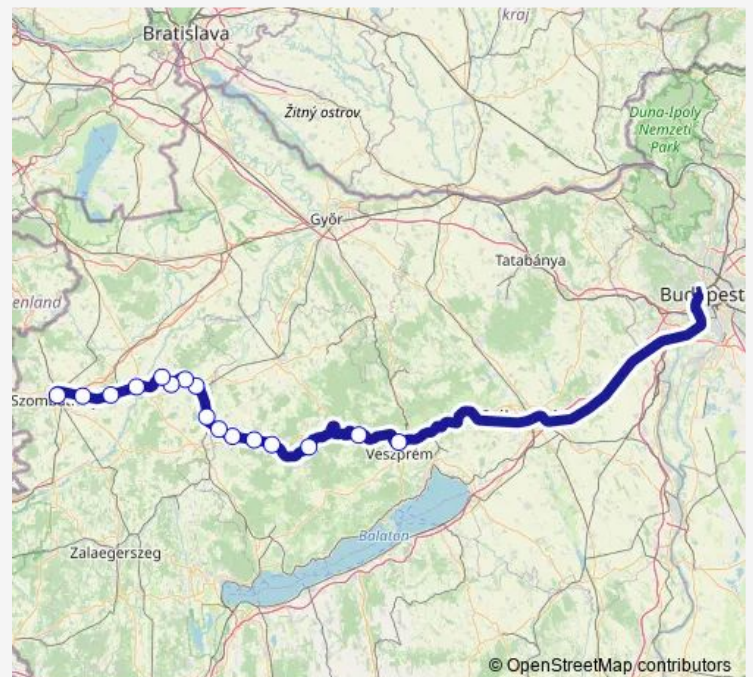 kraj
Bratislava
Žitný ostrov
Duna-Ipoly
Nemzeti
Park
Győr
Tatabánya
Budapest
enland
Veszprém
Balaton
Zalaegerszeg
© OpenStreetMap contributors